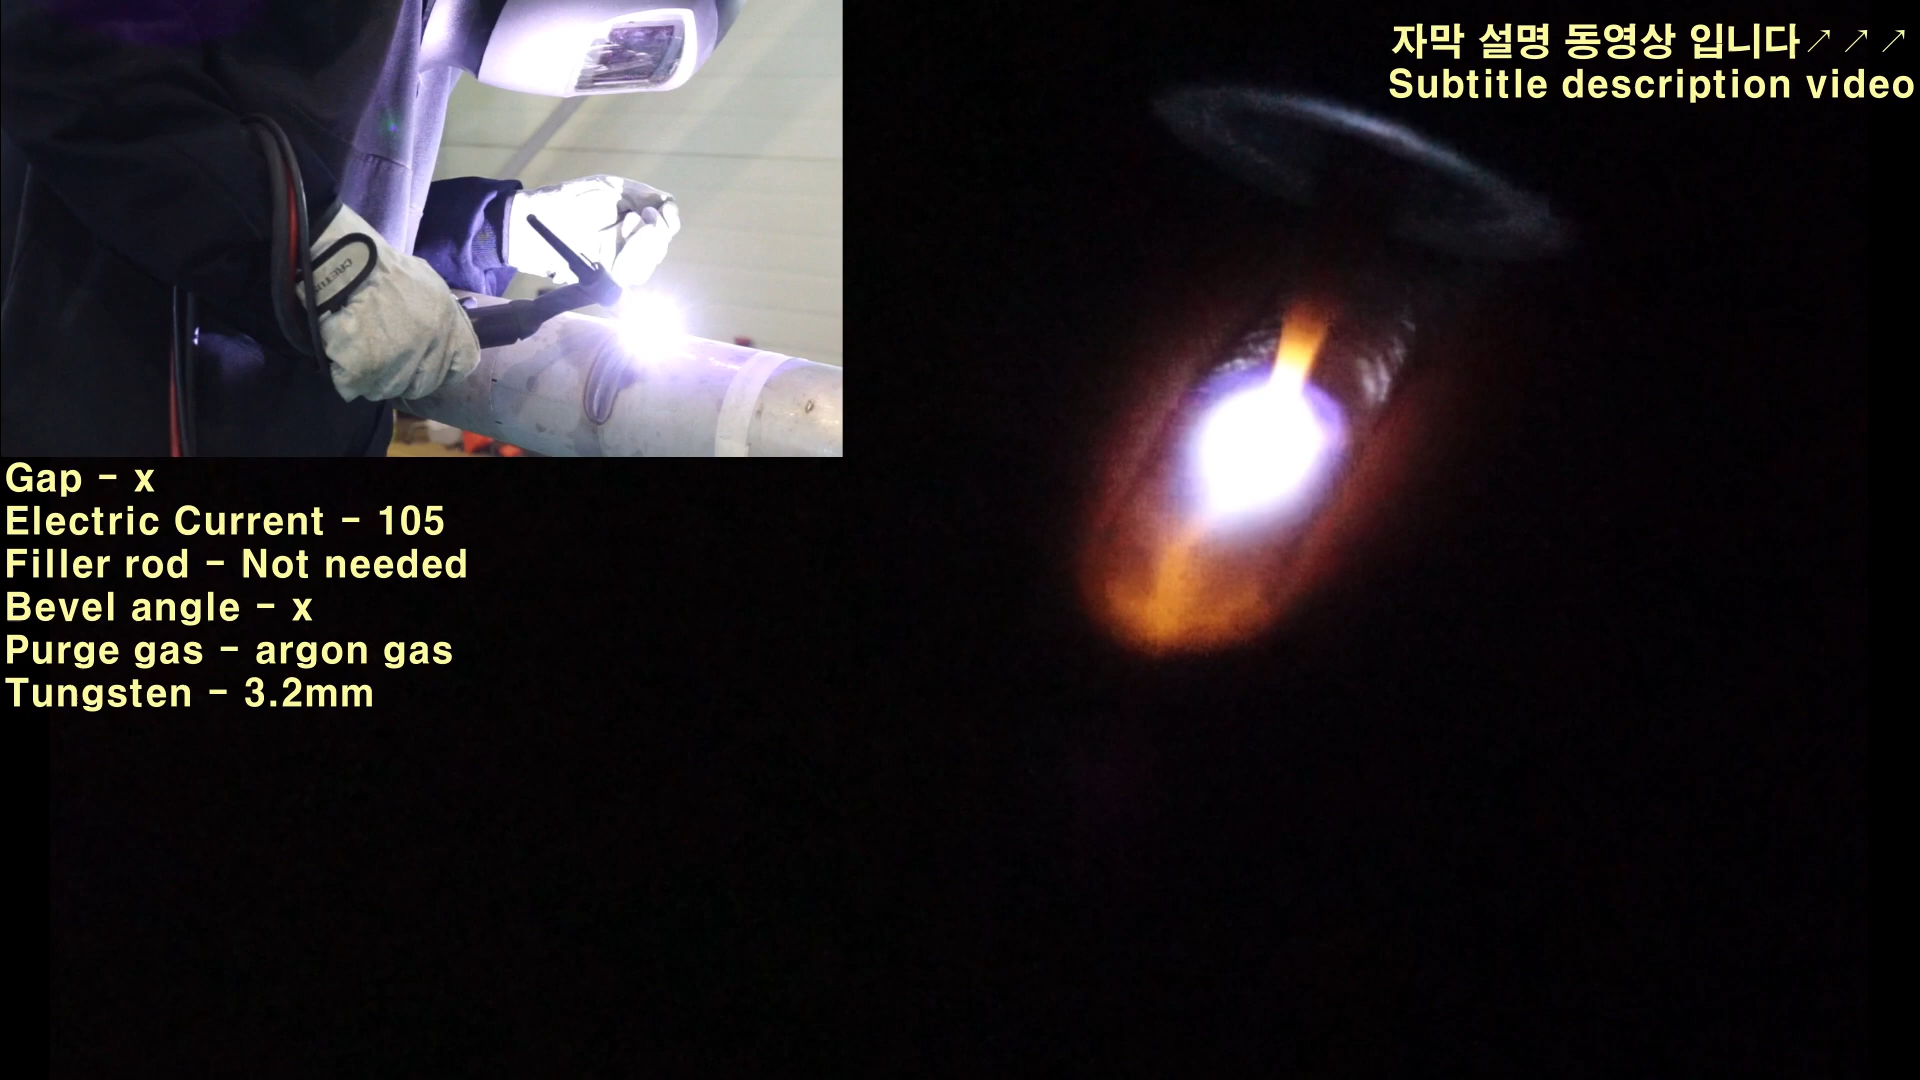 자막 설명 동영상 입니다↗↗↗
Subtitle description video
Gap - x
Electric Current - 105
Filler rod - Not needed
Bevel angle - x
Purge gas - argon gas
Tungsten - 3.2mm